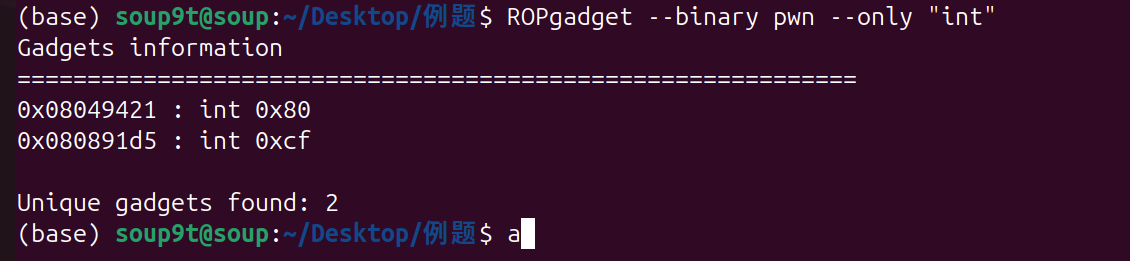 (base) soup9t@soup:~/Desktop/例题$ ROPgadget --binary pwn --only "int"
Gadgets information
============================================================
0x08049421 : int 0x80
0x080891d5 : int 0xcf
Unique gadgets found: 2
(base) soup9t@soup:~/Desktop/例题$ a